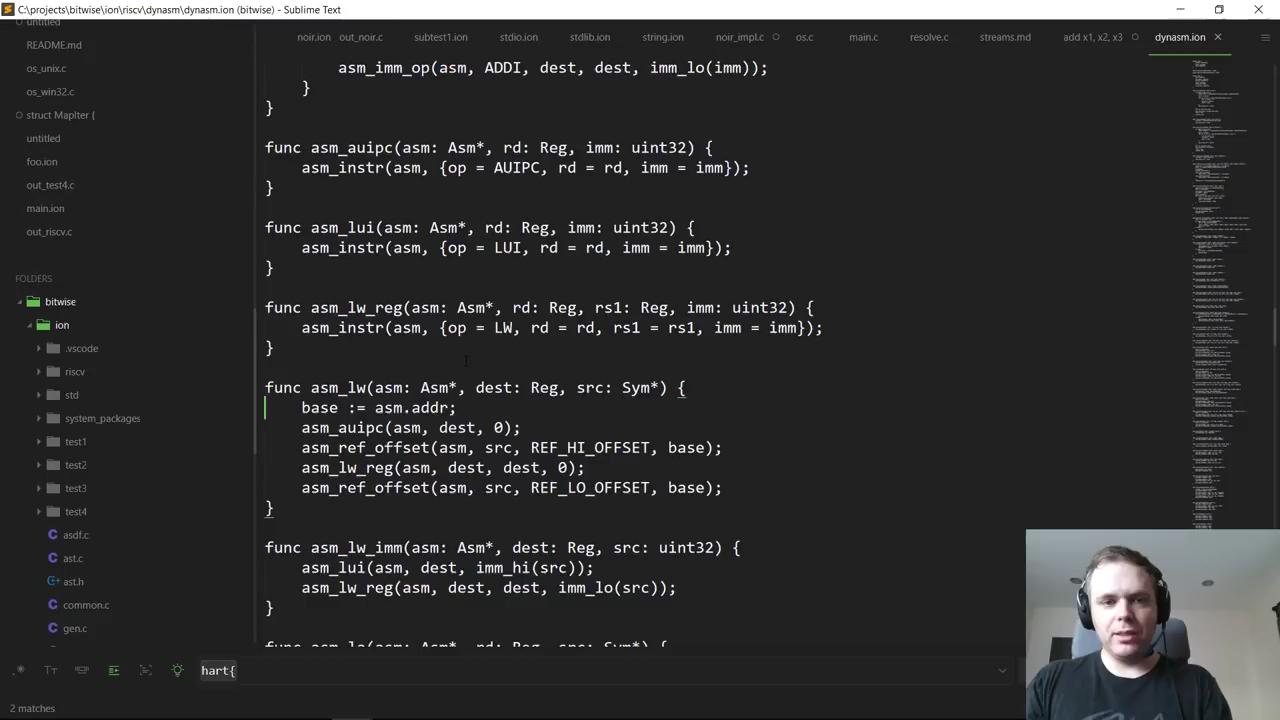 C:\projects\bitwise\ion\riscv\dynasm\dynasm.ion (bitwise) - Sublime Text
untitled
README.md
os_unix.c
os_win32.c
struct MapIter {
untitled
foo.ion
out_test4.c
main.ion
out_riscv.c
FOLDERS
bitwise
ion
.vscode
riscv
std
system_packages
test1
test2
test3
test4
asdf.c
ast.c
ast.h
common.c
gen.c
noir.ion out_noir.c subtest1.ion stdio.ion stdlib.ion string.ion noir_impl.c os.c main.c resolve.c streams.md add x1, x2, x3 dynasm.ion
asm_imm_op(asm, ADDI, dest, dest, imm_lo(imm));
}
}
func asm_auipc(asm: Asm*, rd: Reg, imm: uint32) {
asm_instr(asm, {op = AUIPC, rd = rd, imm = imm});
}
func asm_lui(asm: Asm*, rd: Reg, imm: uint32) {
asm_instr(asm, {op = LUI, rd = rd, imm = imm});
}
func asm_lw_reg(asm: Asm*, rd: Reg, rs1: Reg, imm: uint32) {
asm_instr(asm, {op = LW, rd = rd, rs1 = rs1, imm = imm});
}
func asm_lw(asm: Asm*, dest: Reg, src: Sym*) {
base := asm.addr;
asm_auipc(asm, dest, 0);
asm_ref_offset(asm, src, REF_HI_OFFSET, base);
asm_lw_reg(asm, dest, dest, 0);
asm_ref_offset(asm, src, REF_LO_OFFSET, base);
}
func asm_lw_imm(asm: Asm*, dest: Reg, src: uint32) {
asm_lui(asm, dest, imm_hi(src));
asm_lw_reg(asm, dest, dest, imm_lo(src));
}
func asm_la(asm: Asm*, rd: Reg, src: Sym*) {
hart{
2 matches